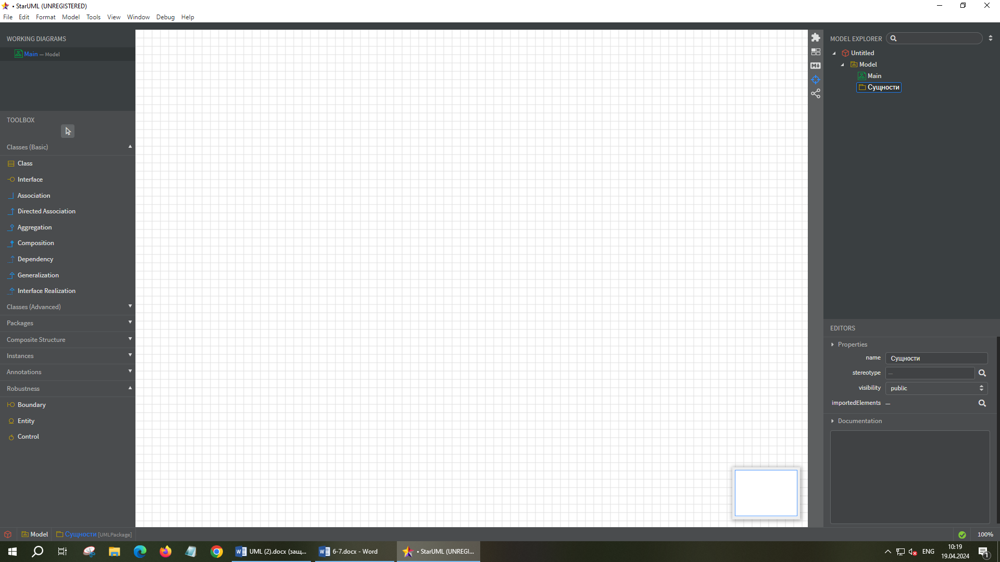 • StarUML (UNREGISTERED)
File Edit Format Model Tools View Window Debug Help
WORKING DIAGRAMS
Main — Model
TOOLBOX
Classes (Basic)
Class
Interface
Association
Directed Association
Aggregation
Composition
Dependency
Generalization
Interface Realization
Classes (Advanced)
Packages
Composite Structure
Instances
Annotations
Robustness
Boundary
Entity
Control
MODEL EXPLORER
Untitled
Model
Main
Сущности
EDITORS
Properties
name Сущности
stereotype —
visibility public
importedElements —
Documentation
Model Сущности [UMLPackage]
100%
UML (2).docx (защ...
6-7.docx - Word
• StarUML (UNREGI...
ENG
10:19
19.04.2024
1